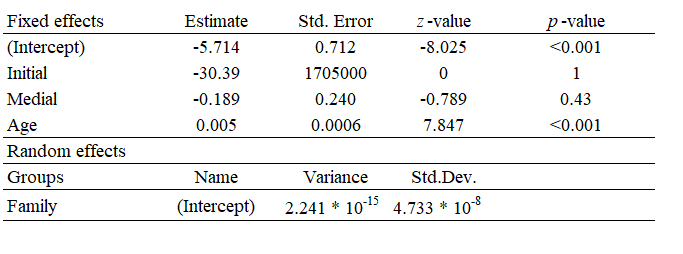 Fixed effects Estimate Std. Error z-value p-value
(Intercept) -5.714 0.712 -8.025 <0.001
Initial -30.39 1705000 0 1
Medial -0.189 0.240 -0.789 0.43
Age 0.005 0.0006 7.847 <0.001
Random effects
Groups Name Variance Std.Dev.
Family (Intercept) 2.241 * 10⁻¹⁵ 4.733 * 10⁻⁸